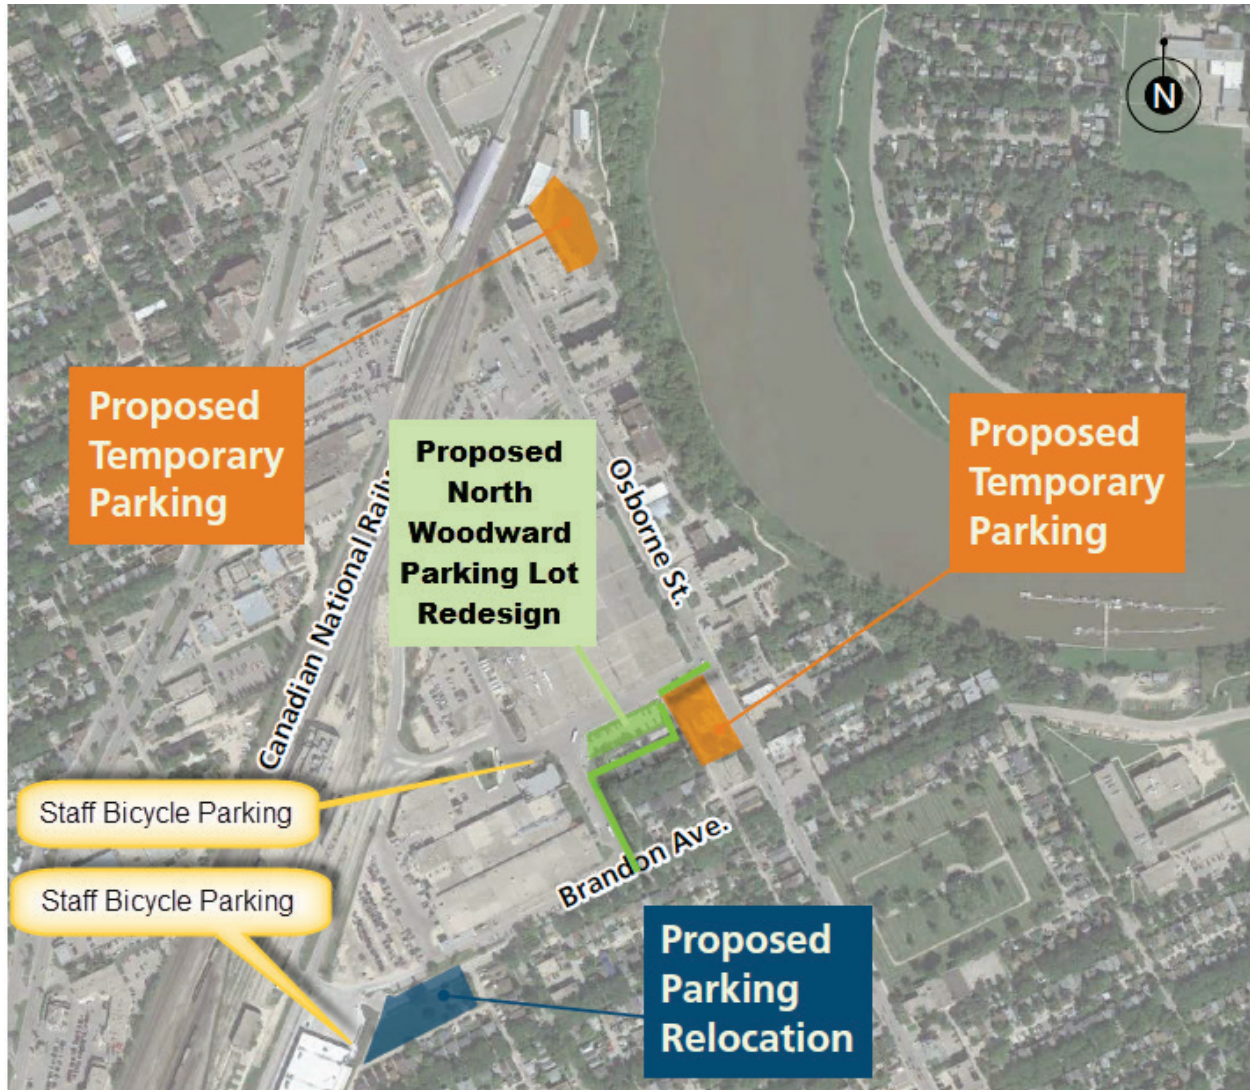 N
Proposed
Temporary
Parking
Proposed
North
Woodward
Parking Lot
Redesign
Proposed
Temporary
Parking
Osborne St.
Canadian National Railw
Staff Bicycle Parking
Staff Bicycle Parking
Brandon Ave.
Proposed
Parking
Relocation